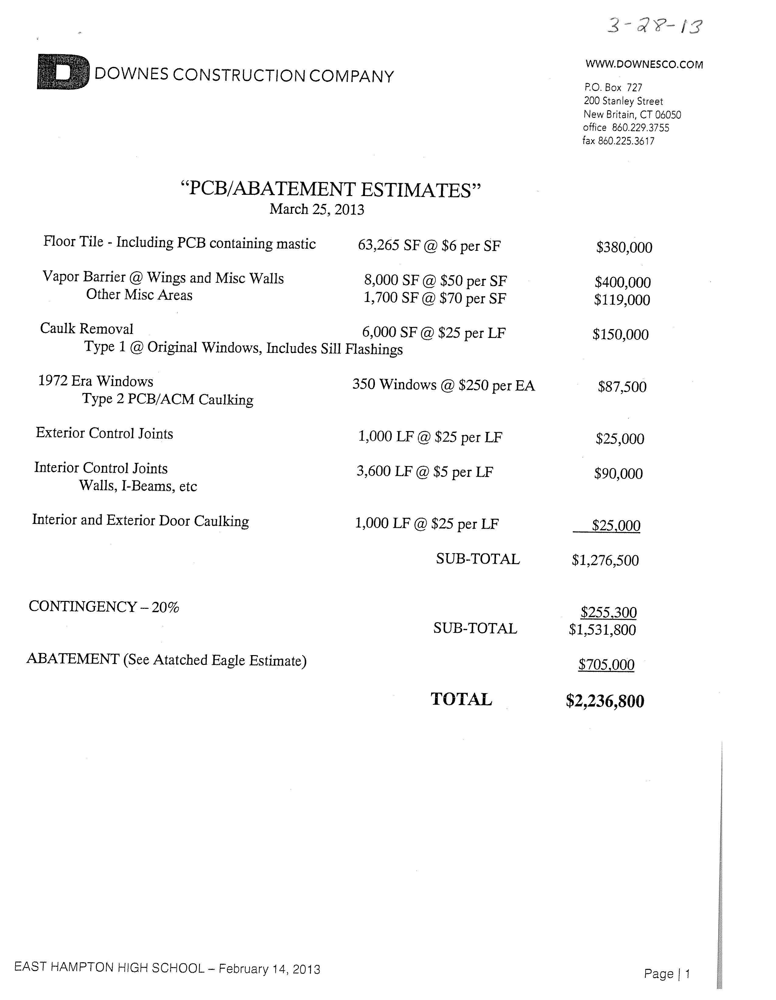 3-28-13
DOWNES CONSTRUCTION COMPANY
WWW.DOWNESCO.COM
P.O. Box 727
200 Stanley Street
New Britain, CT 06050
office 860.229.3755
fax 860.225.3617
“PCB/ABATEMENT ESTIMATES”
March 25, 2013
Floor Tile - Including PCB containing mastic 63,265 SF @ $6 per SF $380,000
Vapor Barrier @ Wings and Misc Walls 8,000 SF @ $50 per SF $400,000
Other Misc Areas 1,700 SF @ $70 per SF $119,000
Caulk Removal 6,000 SF @ $25 per LF $150,000
Type 1 @ Original Windows, Includes Sill Flashings
1972 Era Windows 350 Windows @ $250 per EA $87,500
Type 2 PCB/ACM Caulking
Exterior Control Joints 1,000 LF @ $25 per LF $25,000
Interior Control Joints 3,600 LF @ $5 per LF $90,000
Walls, I-Beams, etc
Interior and Exterior Door Caulking 1,000 LF @ $25 per LF $25,000
SUB-TOTAL $1,276,500
CONTINGENCY – 20% $255,300
SUB-TOTAL $1,531,800
ABATEMENT (See Atatched Eagle Estimate) $705,000
TOTAL $2,236,800
EAST HAMPTON HIGH SCHOOL – February 14, 2013
Page | 1